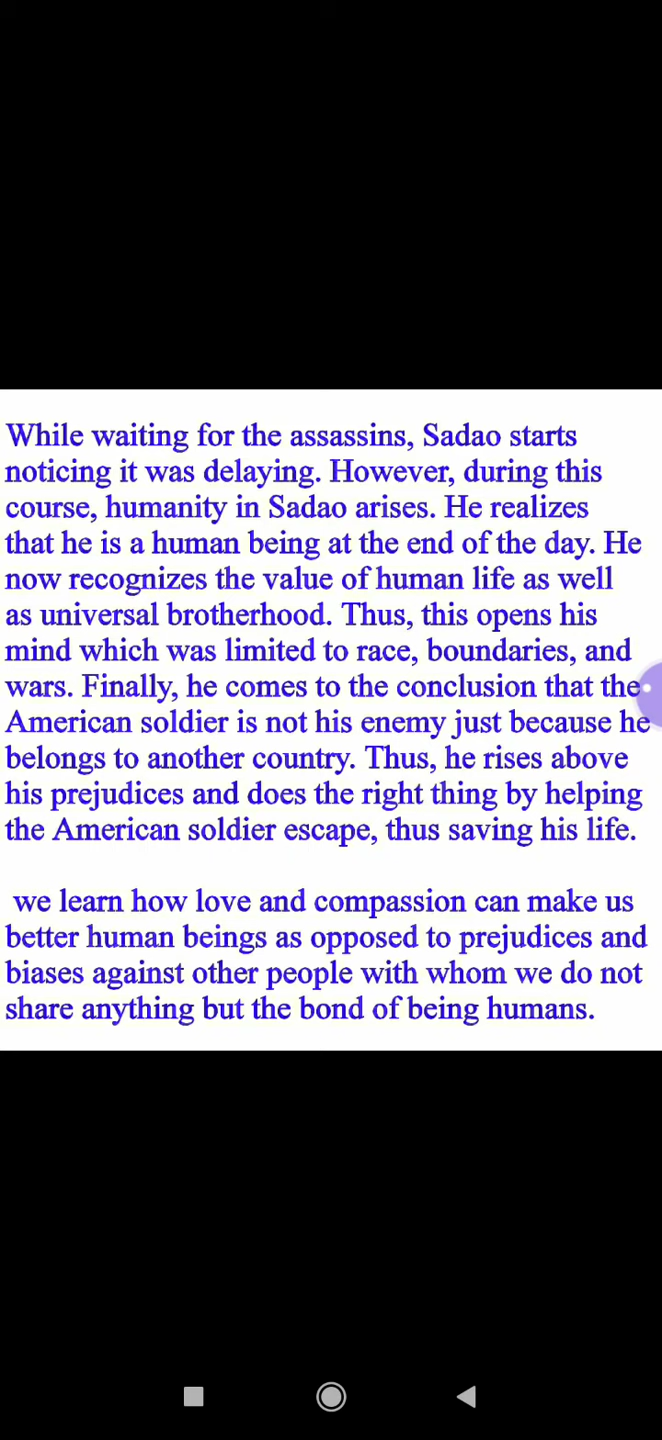 While waiting for the assassins, Sadao starts
noticing it was delaying. However, during this
course, humanity in Sadao arises. He realizes
that he is a human being at the end of the day. He
now recognizes the value of human life as well
as universal brotherhood. Thus, this opens his
mind which was limited to race, boundaries, and
wars. Finally, he comes to the conclusion that the
American soldier is not his enemy just because he
belongs to another country. Thus, he rises above
his prejudices and does the right thing by helping
the American soldier escape, thus saving his life.
we learn how love and compassion can make us
better human beings as opposed to prejudices and
biases against other people with whom we do not
share anything but the bond of being humans.